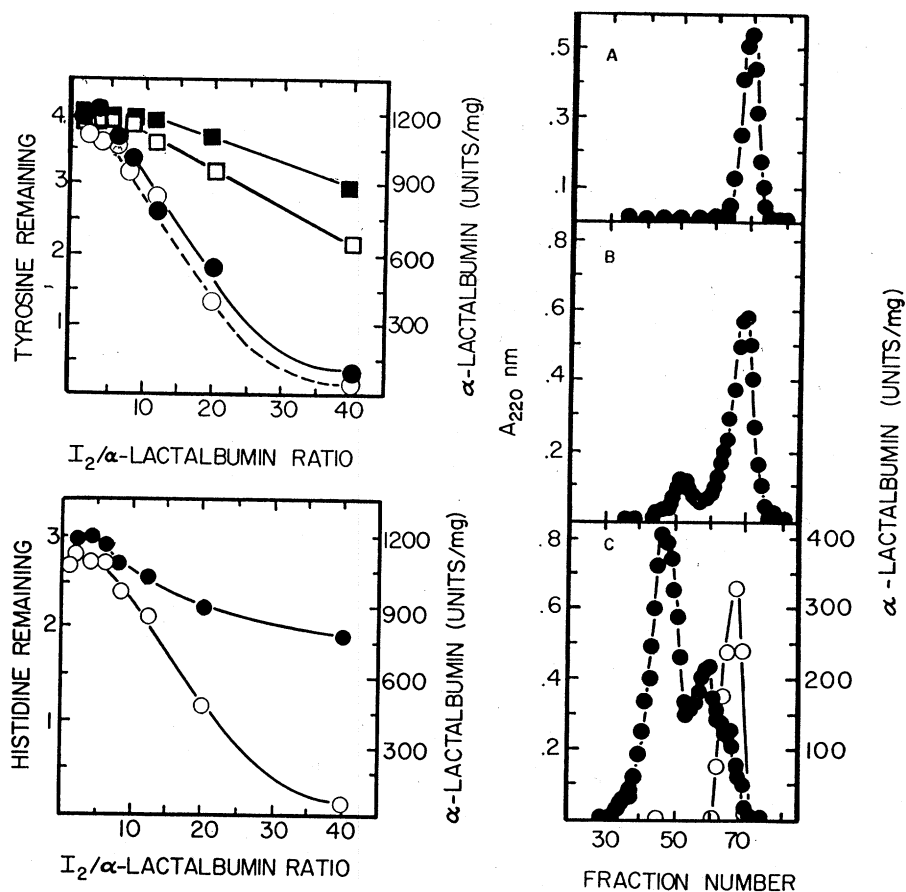 TYROSINE REMAINING
4
3
2
1
1200
900
600
300
α-LACTALBUMIN (UNITS/mg)
10 20 30 40
I₂/α-LACTALBUMIN RATIO
HISTIDINE REMAINING
3
2
1
1200
900
600
300
α-LACTALBUMIN (UNITS/mg)
10 20 30 40
I₂/α-LACTALBUMIN RATIO
A
.5
.3
.1
B
.8
.6
.4
.2
A₂₂₀ nm
C
.8
.6
.4
.2
400
300
200
100
α-LACTALBUMIN (UNITS/mg)
30 50 70
FRACTION NUMBER